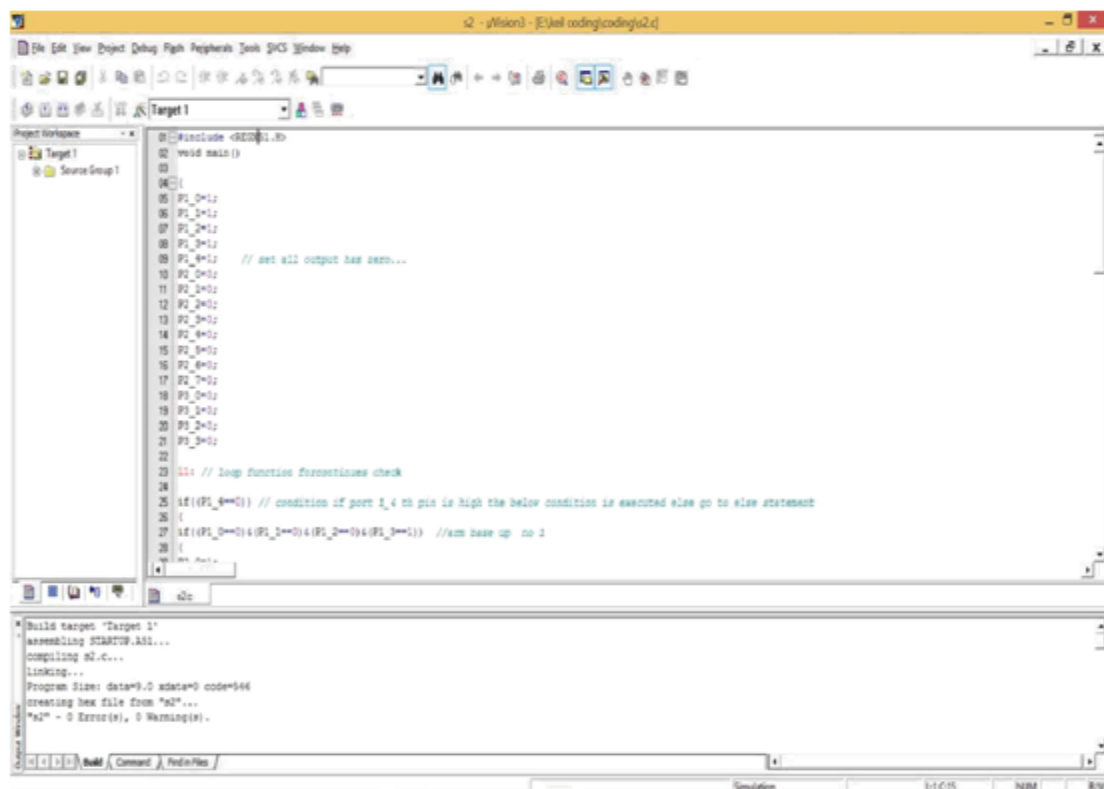 s2 - µVision3 - [E:\keil coding\coding\s2.c]
File Edit View Project Debug Flash Peripherals Tools SVCS Window Help
Target 1
Project Workspace
Target 1
Source Group 1
01 #include
02 void main()
03
04 {
05 P1_0=1;
06 P1_1=1;
07 P1_2=1;
08 P1_3=1;
09 P1_4=1; // set all output has zero...
10 P2_0=0;
11 P2_1=0;
12 P2_2=0;
13 P2_3=0;
14 P2_4=0;
15 P2_5=0;
16 P2_6=0;
17 P2_7=0;
18 P3_0=0;
19 P3_1=0;
20 P3_2=0;
21 P3_3=0;
22
23 // loop function forcontinues check
24
25 if((P1_4==0)) // condition if port th pin is high the below condition is executed else go to else statement
26 {
27 if((P1_0==0)&(P1_1==0)&(P1_2==0)&(P1_3==1)) //arm base up no 1
28 {
s2.c
Build target 'Target 1'
assembling STARTUP.A51...
compiling s2.c...
linking...
Program Size: data=9.0 xdata=0 code=566
creating hex file from "s2"...
"s2" - 0 Error(s), 0 Warning(s).
Output Window
Build Command Find in Files
Simulation L:1 C:15 NUM